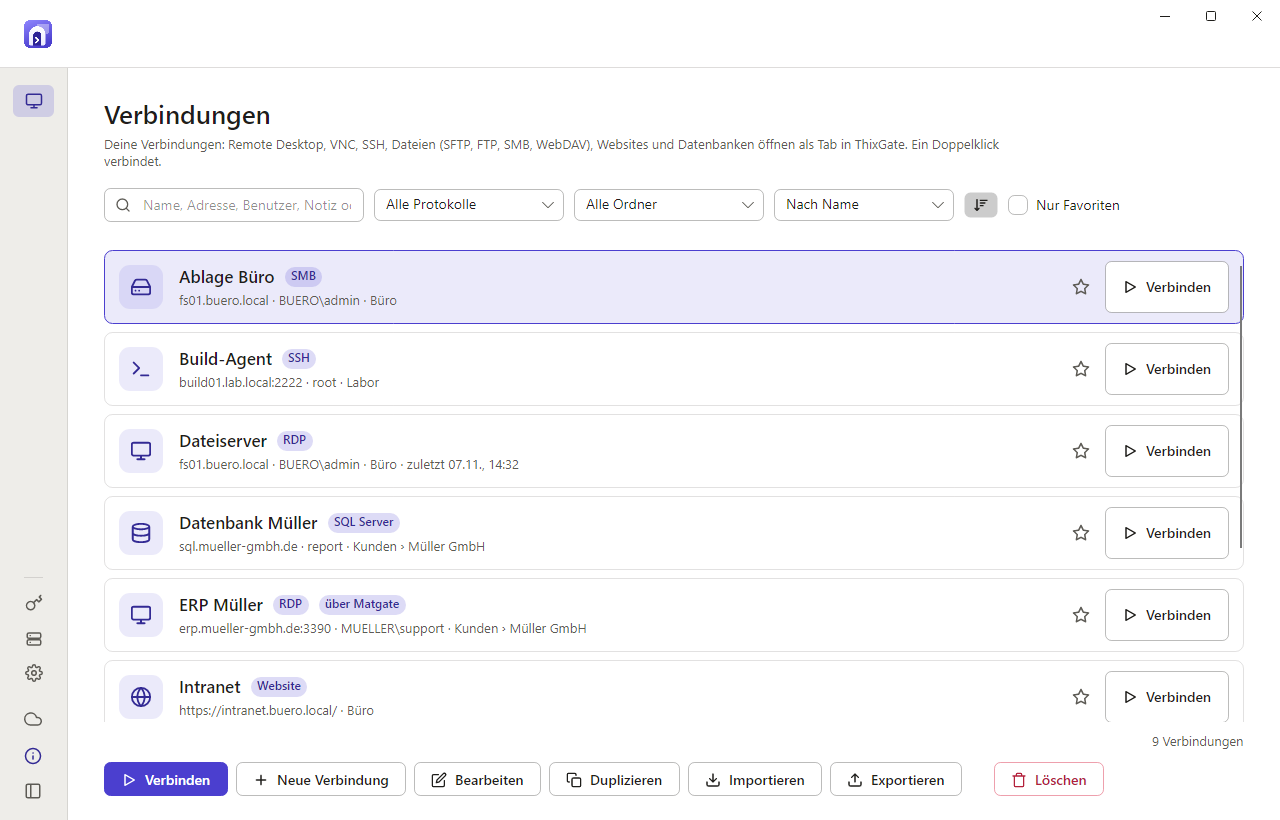 Verbindungen
Deine Verbindungen: Remote Desktop, VNC, SSH, Dateien (SFTP, FTP, SMB, WebDAV), Websites und Datenbanken öffnen als Tab in ThixGate. Ein Doppelklick
verbindet.
Name, Adresse, Benutzer, Notiz
Alle Protokolle
Alle Ordner
Nach Name
Nur Favoriten
Ablage Büro SMB
fs01.buero.local · BUERO\admin · Büro
Verbinden
Build-Agent SSH
build01.lab.local:2222 · root · Labor
Verbinden
Dateiserver RDP
fs01.buero.local · BUERO\admin · Büro · zuletzt 07.11., 14:32
Verbinden
Datenbank Müller SQL Server
sql.mueller-gmbh.de · report · Kunden › Müller GmbH
Verbinden
ERP Müller RDP über Matgate
erp.mueller-gmbh.de:3390 · MUELLER\support · Kunden › Müller GmbH
Verbinden
Intranet Website
https://intranet.buero.local/ · Büro
Verbinden
9 Verbindungen
Verbinden
Neue Verbindung
Bearbeiten
Duplizieren
Importieren
Exportieren
Löschen